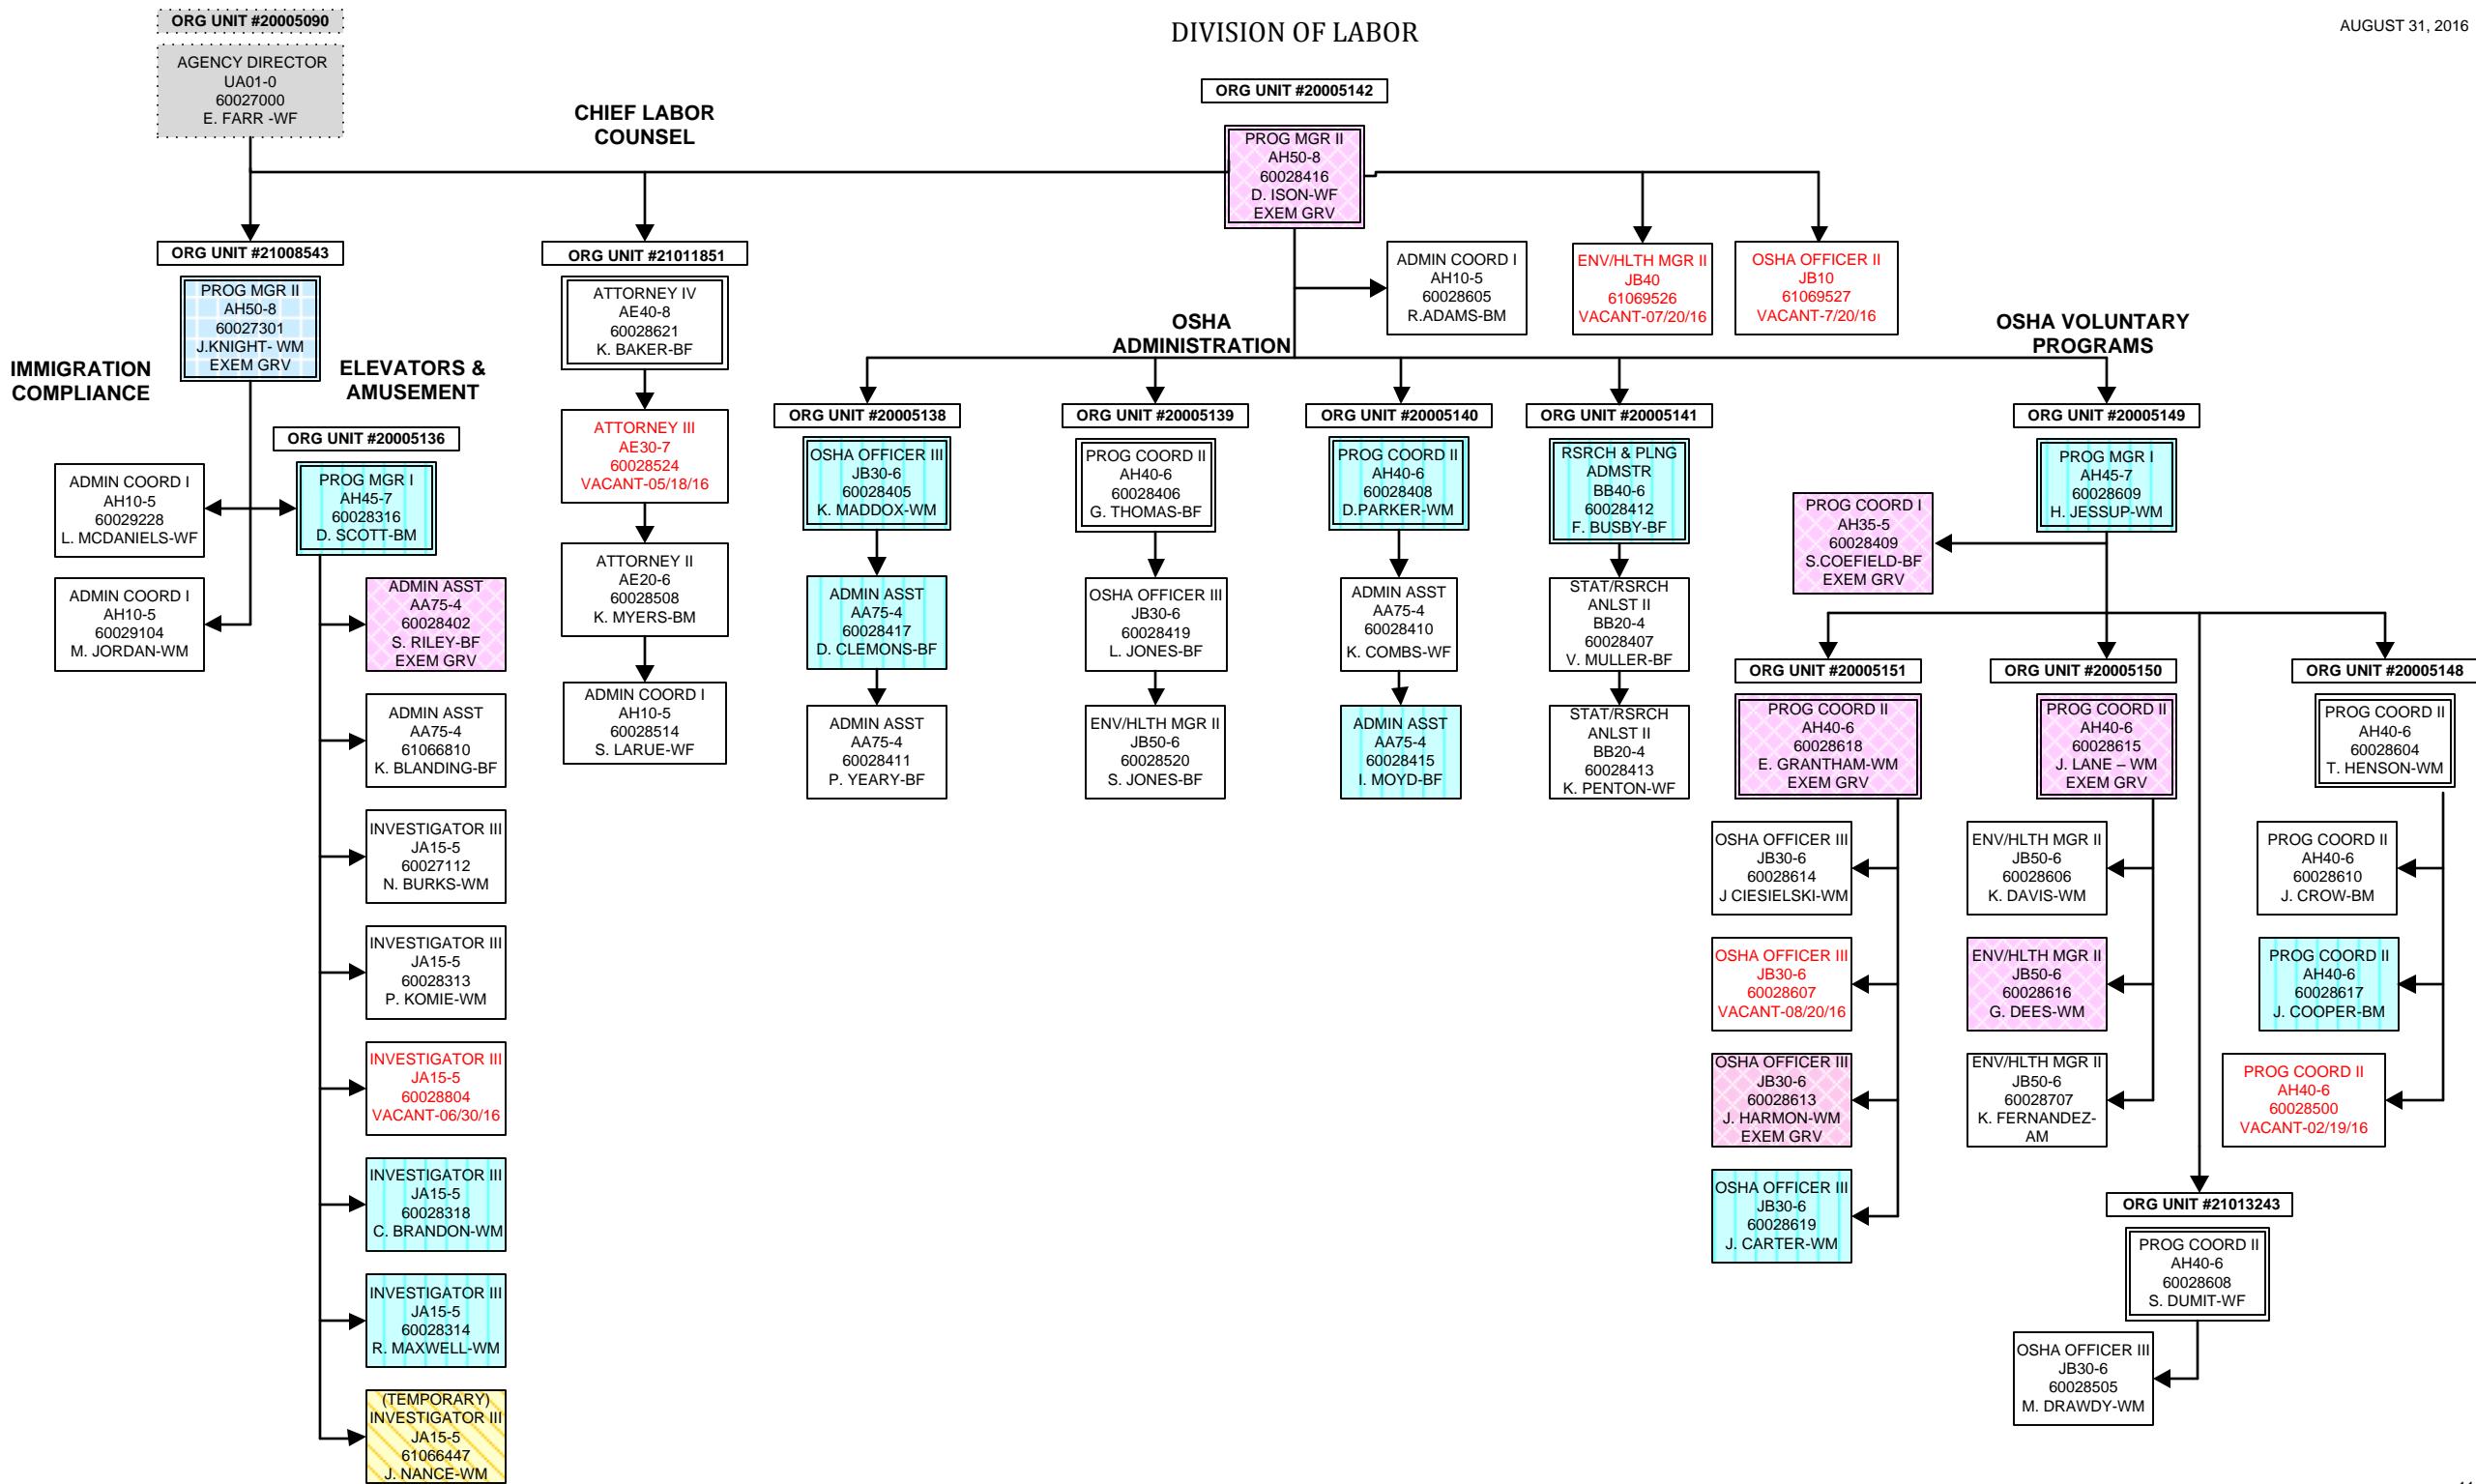 ORG UNIT #20005090
DIVISION OF LABOR
AUGUST 31, 2016
AGENCY DIRECTOR
UA01-0
60027000
E. FARR -WF
CHIEF LABOR
COUNSEL
ORG UNIT #20005142
PROG MGR II
AH50-8
60028416
D. ISON-WF
EXEM GRV
ORG UNIT #21008543
PROG MGR II
AH50-8
60027301
J.KNIGHT- WM
EXEM GRV
IMMIGRATION
COMPLIANCE
ELEVATORS &
AMUSEMENT
ADMIN COORD I
AH10-5
60029228
L. MCDANIELS-WF
ADMIN COORD I
AH10-5
60029104
M. JORDAN-WM
ORG UNIT #20005136
PROG MGR I
AH45-7
60028316
D. SCOTT-BM
ADMIN ASST
AA75-4
60028402
S. RILEY-BF
EXEM GRV
ADMIN ASST
AA75-4
61066810
K. BLANDING-BF
INVESTIGATOR III
JA15-5
60027112
N. BURKS-WM
INVESTIGATOR III
JA15-5
60028313
P. KOMIE-WM
INVESTIGATOR III
JA15-5
60028804
VACANT-06/30/16
INVESTIGATOR III
JA15-5
60028318
C. BRANDON-WM
INVESTIGATOR III
JA15-5
60028314
R. MAXWELL-WM
(TEMPORARY)
INVESTIGATOR III
JA15-5
61066447
J. NANCE-WM
ORG UNIT #21011851
ATTORNEY IV
AE40-8
60028621
K. BAKER-BF
ATTORNEY III
AE30-7
60028524
VACANT-05/18/16
ATTORNEY II
AE20-6
60028508
K. MYERS-BM
ADMIN COORD I
AH10-5
60028514
S. LARUE-WF
ADMIN COORD I
AH10-5
60028605
R.ADAMS-BM
ENV/HLTH MGR II
JB40
61069526
VACANT-07/20/16
OSHA OFFICER II
JB10
61069527
VACANT-7/20/16
OSHA
ADMINISTRATION
OSHA VOLUNTARY
PROGRAMS
ORG UNIT #20005138
OSHA OFFICER III
JB30-6
60028405
K. MADDOX-WM
ADMIN ASST
AA75-4
60028417
D. CLEMONS-BF
ADMIN ASST
AA75-4
60028411
P. YEARY-BF
ORG UNIT #20005139
PROG COORD II
AH40-6
60028406
G. THOMAS-BF
OSHA OFFICER III
JB30-6
60028419
L. JONES-BF
ENV/HLTH MGR II
JB50-6
60028520
S. JONES-BF
ORG UNIT #20005140
PROG COORD II
AH40-6
60028408
D.PARKER-WM
ADMIN ASST
AA75-4
60028410
K. COMBS-WF
ADMIN ASST
AA75-4
60028415
I. MOYD-BF
ORG UNIT #20005141
RSRCH & PLNG
ADMSTR
BB40-6
60028412
F. BUSBY-BF
STAT/RSRCH
ANLST II
BB20-4
60028407
V. MULLER-BF
STAT/RSRCH
ANLST II
BB20-4
60028413
K. PENTON-WF
ORG UNIT #20005149
PROG MGR I
AH45-7
60028609
H. JESSUP-WM
PROG COORD I
AH35-5
60028409
S.COEFIELD-BF
EXEM GRV
ORG UNIT #20005151
PROG COORD II
AH40-6
60028618
E. GRANTHAM-WM
EXEM GRV
OSHA OFFICER III
JB30-6
60028614
J CIESIELSKI-WM
OSHA OFFICER III
JB30-6
60028607
VACANT-08/20/16
OSHA OFFICER III
JB30-6
60028613
J. HARMON-WM
EXEM GRV
OSHA OFFICER III
JB30-6
60028619
J. CARTER-WM
ORG UNIT #20005150
PROG COORD II
AH40-6
60028615
J. LANE – WM
EXEM GRV
ENV/HLTH MGR II
JB50-6
60028606
K. DAVIS-WM
ENV/HLTH MGR II
JB50-6
60028616
G. DEES-WM
ENV/HLTH MGR II
JB50-6
60028707
K. FERNANDEZ-
AM
ORG UNIT #20005148
PROG COORD II
AH40-6
60028604
T. HENSON-WM
PROG COORD II
AH40-6
60028610
J. CROW-BM
PROG COORD II
AH40-6
60028617
J. COOPER-BM
PROG COORD II
AH40-6
60028500
VACANT-02/19/16
ORG UNIT #21013243
PROG COORD II
AH40-6
60028608
S. DUMIT-WF
OSHA OFFICER III
JB30-6
60028505
M. DRAWDY-WM